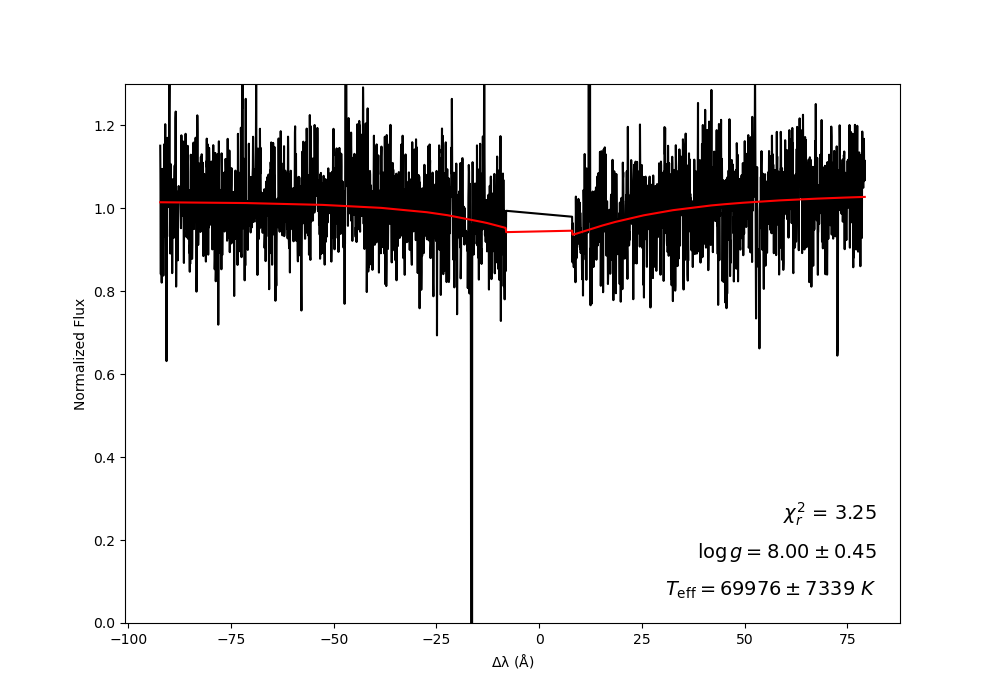 1.2
1.0
0.8
0.6
0.4
0.2
0.0
Normalized Flux
χ²ᵣ = 3.25
log g = 8.00 ± 0.45
T_eff = 69976 ± 7339 K
−100 −75 −50 −25 0 25 50 75
Δλ (Å)